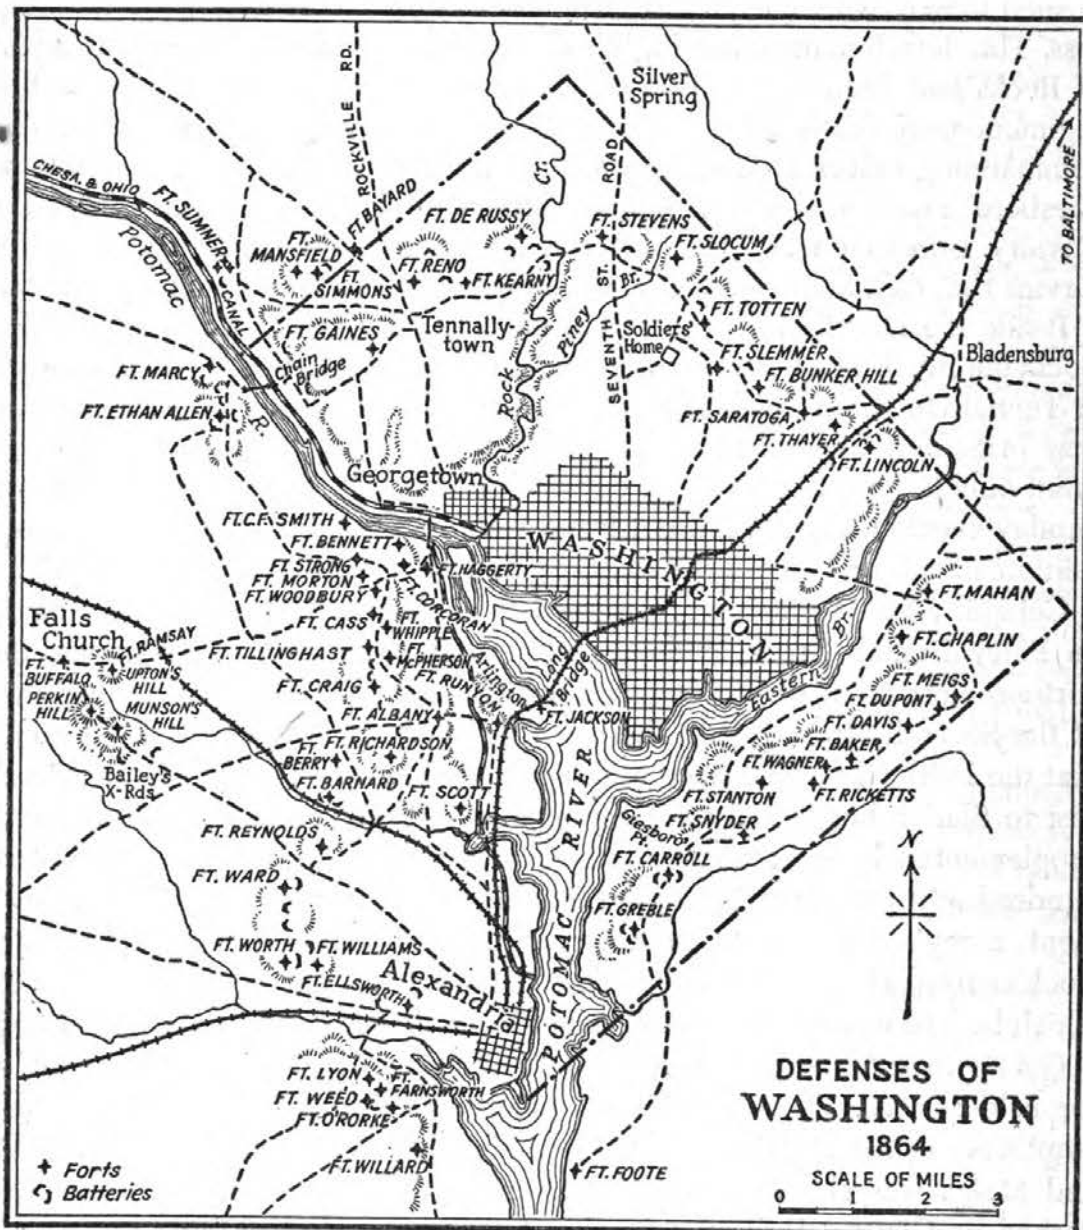 Silver
Spring
ROCKVILLE RD.
TO BALTIMORE
CHESA. & OHIO
CANAL
Potomac
R.
FT. SUMNER
FT. MANSFIELD
FT. SIMMONS
FT. BAYARD
FT. RENO
FT. DE RUSSY
FT. KEARNY
Rock
Cr.
FT. STEVENS
FT. SLOCUM
SEVENTH ST. ROAD
Piney
Br.
FT. TOTTEN
Soldiers'
Home
FT. SLEMMER
FT. BUNKER HILL
FT. SARATOGA
FT. THAYER
FT. LINCOLN
Bladensburg
FT. GAINES
Tennally-
town
Chain
Bridge
FT. MARCY
FT. ETHAN ALLEN
Georgetown
WASHINGTON
FT. C.F. SMITH
FT. BENNETT
FT. STRONG
FT. HAGGERTY
FT. MORTON
FT. WOODBURY
FT. CORCORAN
FT. CASS
FT. WHIPPLE
FT. TILLINGHAST
FT. McPHERSON
FT. CRAIG
FT. RUNYON
Arlington
Long
Bridge
FT. JACKSON
FT. ALBANY
FT. RICHARDSON
FT. BERRY
FT. BARNARD
FT. SCOTT
Falls
Church
FT. RAMSAY
FT. BUFFALO
UPTON'S
HILL
PERKIN
HILL
MUNSON'S
HILL
Bailey's
X-Rds.
Eastern
Br.
FT. MAHAN
FT. CHAPLIN
FT. MEIGS
FT. DUPONT
FT. DAVIS
FT. BAKER
FT. WAGNER
FT. STANTON
FT. RICKETTS
Giesboro
Pt.
FT. SNYDER
FT. CARROLL
FT. GREBLE
POTOMAC RIVER
FT. REYNOLDS
FT. WARD
FT. WORTH
FT. WILLIAMS
FT. ELLSWORTH
Alexandria
FT. LYON
FT. FARNSWORTH
FT. WEED
FT. O'RORKE
FT. WILLARD
FT. FOOTE
Forts
Batteries
DEFENSES OF
WASHINGTON
1864
SCALE OF MILES
0 1 2 3